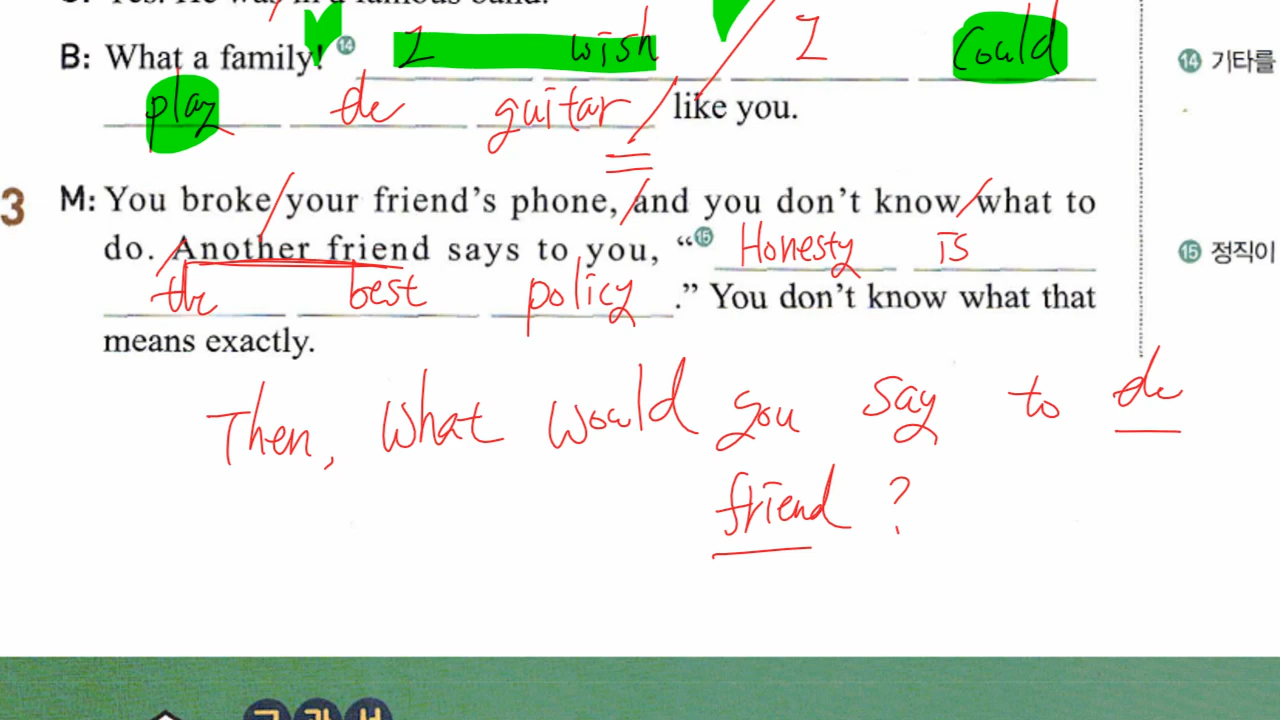 B: What a family! 14 I wish I could
play the guitar like you.
14 기타를
3 M: You broke your friend's phone, and you don't know what to
do. Another friend says to you, "15 Honesty is
the best policy." You don't know what that
15 정직이
means exactly.
Then, what would you say to the
friend?